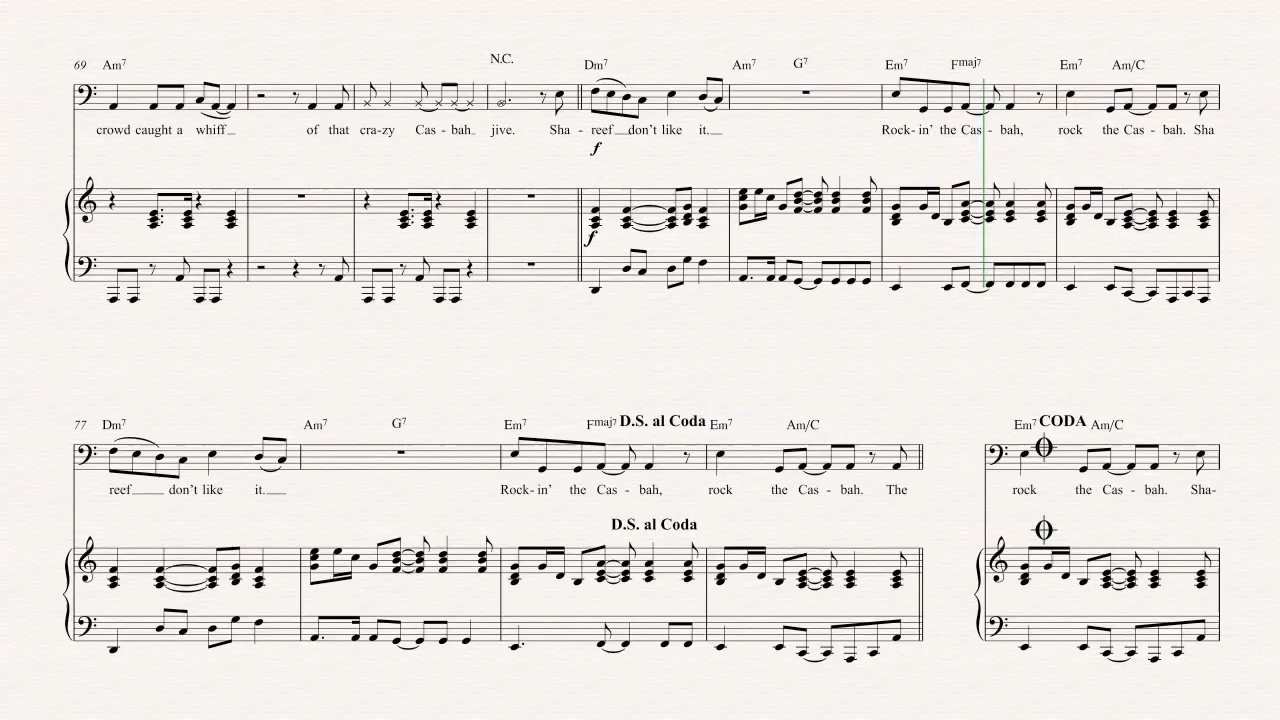 N.C.
69 Am7 Dm7 Am7 G7 Em7 Fmaj7 Em7 Am/C
crowd caught a whiff of that cra-zy Cas - bah jive. Sha - reef don't like it. Rock-in' the Cas - bah, rock the Cas - bah. Sha
f
f
D.S. al Coda CODA
77 Dm7 Am7 G7 Em7 Fmaj7 Em7 Am/C Em7 Am/C
reef don't like it. Rock-in' the Cas - bah, rock the Cas - bah. The rock the Cas - bah. Sha-
D.S. al Coda